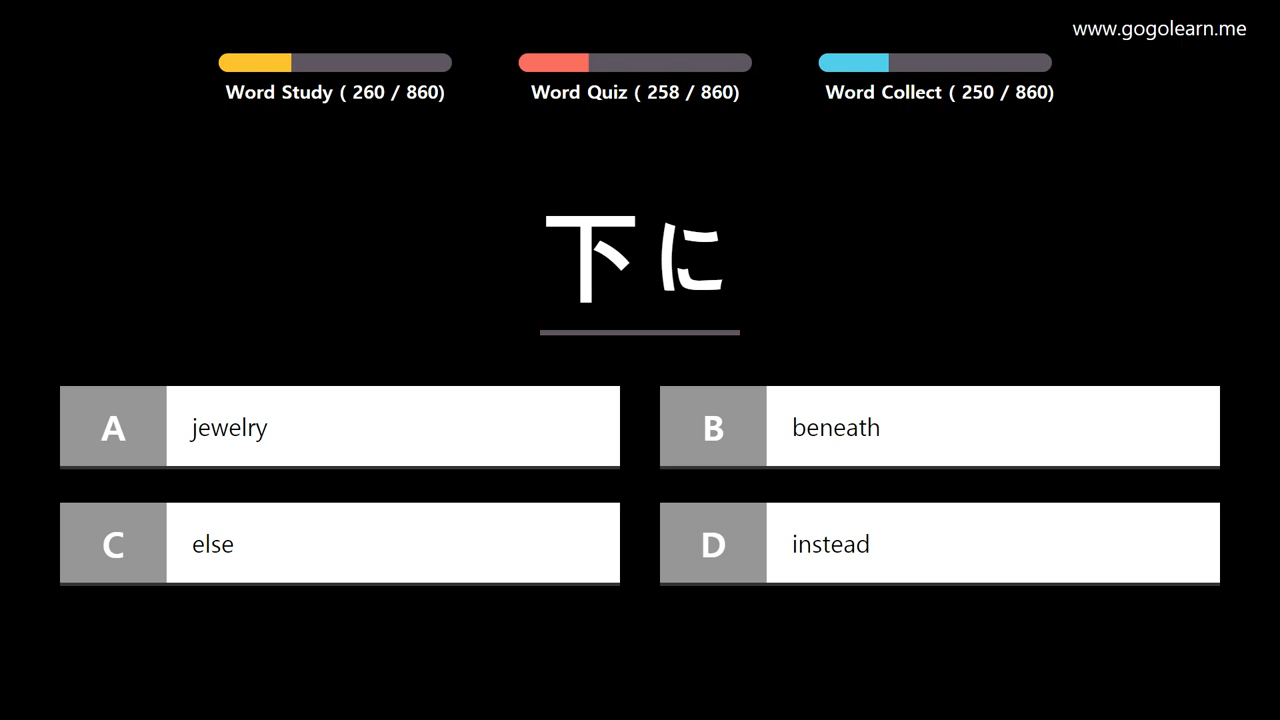 www.gogolearn.me
Word Study ( 260 / 860)
Word Quiz ( 258 / 860)
Word Collect ( 250 / 860)
下に
A jewelry
B beneath
C else
D instead